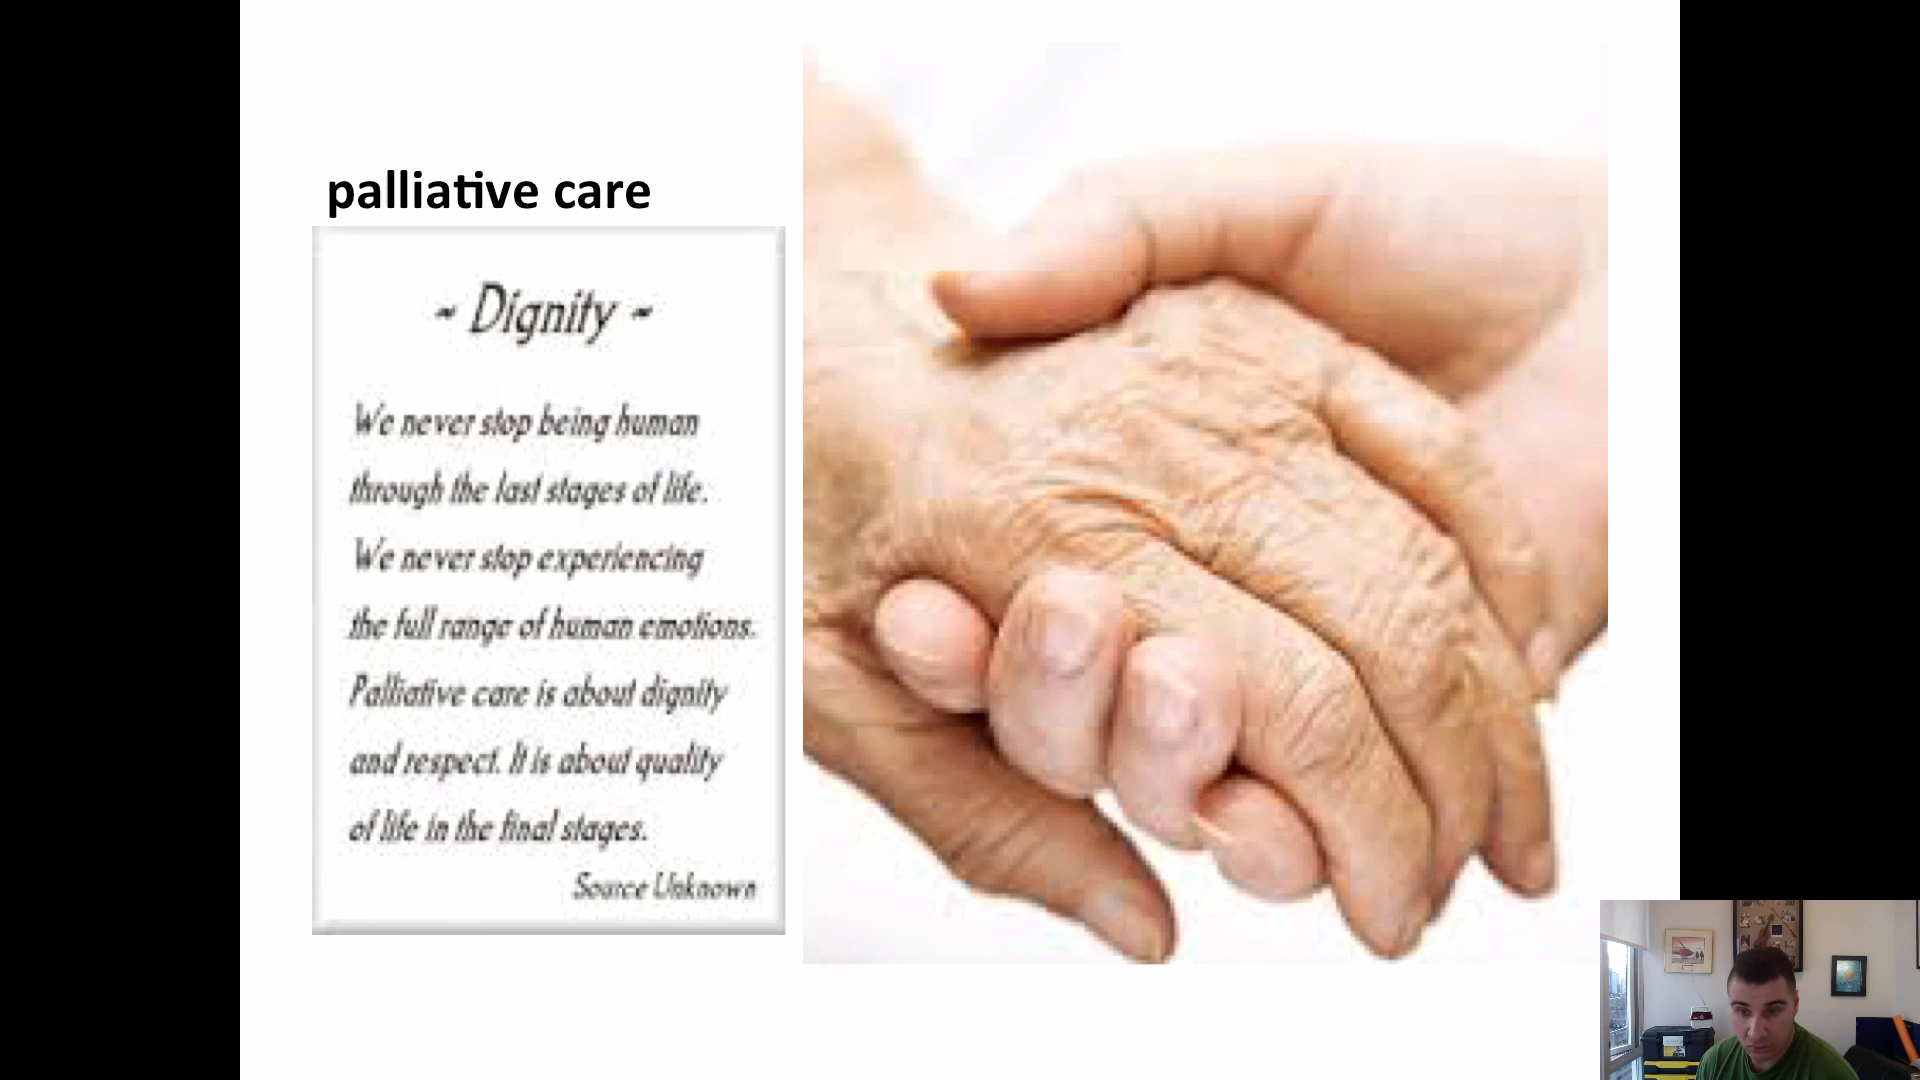 palliative care
~ Dignity ~
We never stop being human
through the last stages of life.
We never stop experiencing
the full range of human emotions.
Palliative care is about dignity
and respect. It is about quality
of life in the final stages.
Source Unknown